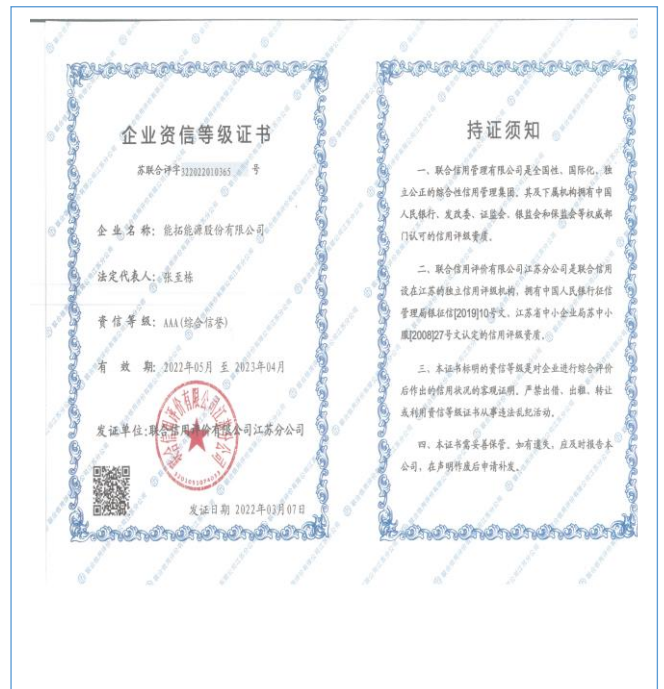 企业资信等级证书
苏联合评字322022010365 号
企业名称：能拓能源股份有限公司
法定代表人：张至栋
资信等级：AAA(综合信誉)
有效期：2022年05月 至 2023年04月
发证单位:联合信用评价有限公司江苏分公司
发证日期 2022年03月07日
联合信用评价有限公司江苏分公司
持证须知
一、联合信用管理有限公司是全国性、国际化、独
立公正的综合性信用管理集团。其及下属机构拥有中国
人民银行、发改委、证监会、银监会和保监会等权威部
门认可的信用评级资质。
二、联合信用评价有限公司江苏分公司是联合信用
设在江苏的独立信用评级机构，拥有中国人民银行征信
管理局银征信[2019]10号文、江苏省中小企业局苏中小
服[2008]27号文认定的信用评级资质。
三、本证书标明的资信等级是对企业进行综合评价
后作出的信用状况的客观证明。严禁出借、出租、转让
或利用资信等级证书从事违法乱纪活动。
四、本证书需妥善保管。如有遗失，应及时报告本
公司，在声明作废后申请补发。